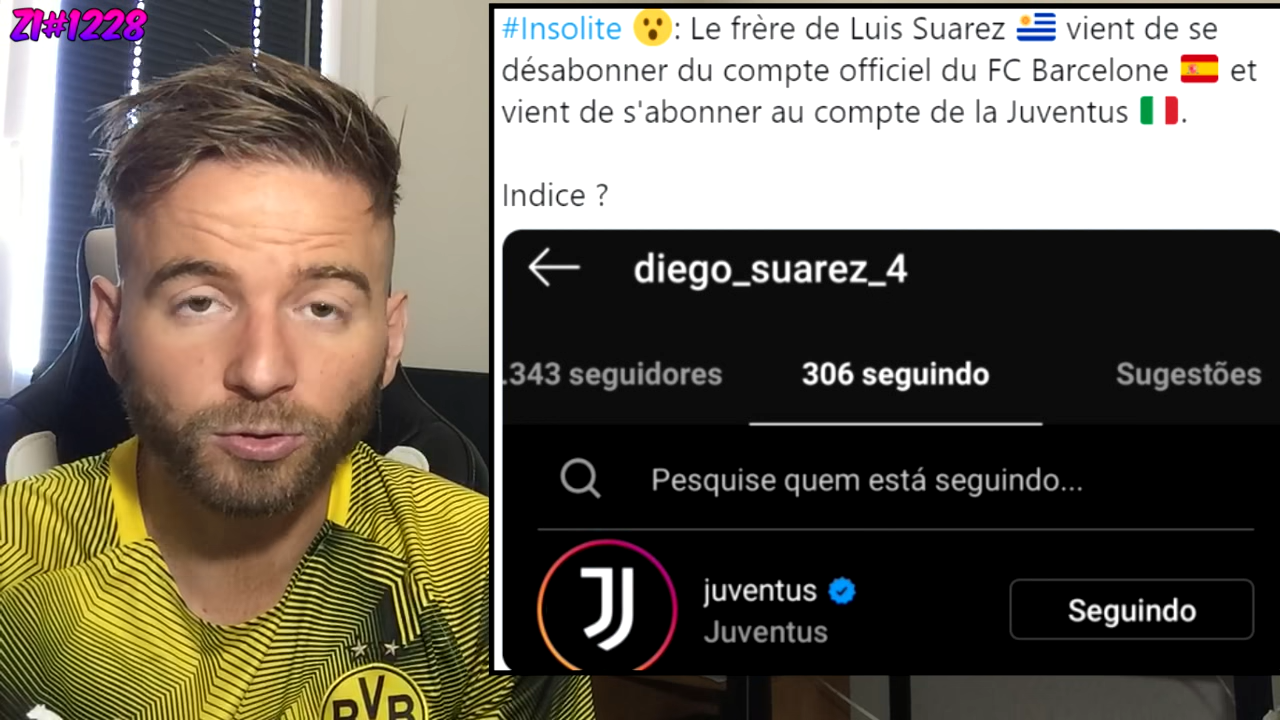 ZI#1228
#Insolite 😮: Le frère de Luis Suarez 🇺🇾 vient de se
désabonner du compte officiel du FC Barcelone 🇪🇸 et
vient de s'abonner au compte de la Juventus 🇮🇹.
Indice ?
diego_suarez_4
.343 seguidores
306 seguindo
Sugestões
Pesquise quem está seguindo...
juventus
Juventus
Seguindo
BVB